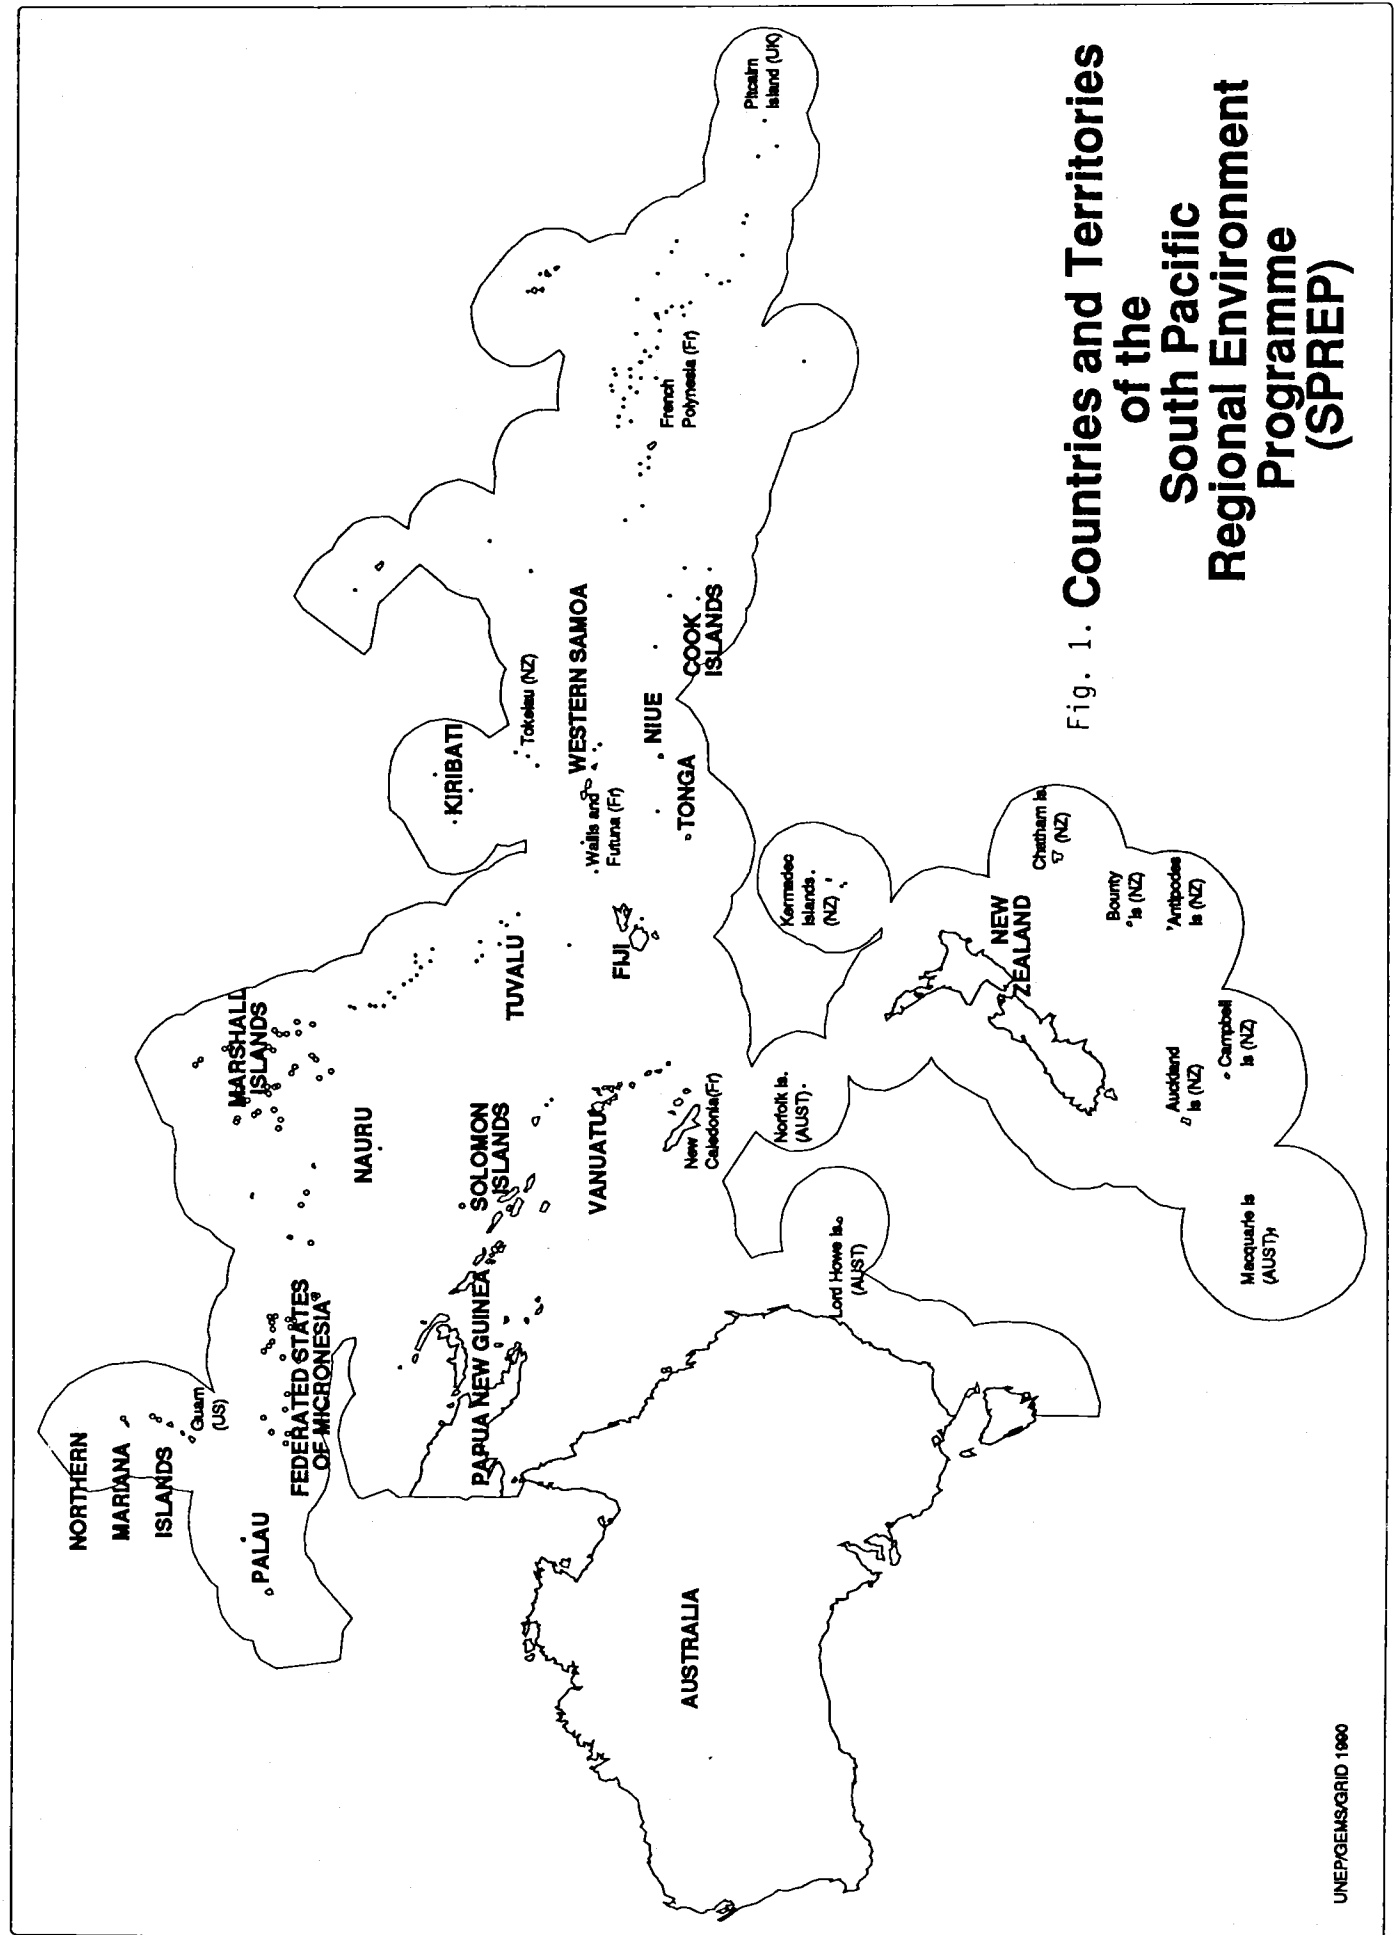 NORTHERN
MARIANA
ISLANDS
Guam
(US)
PALAU
FEDERATED STATES
OF MICRONESIA
MARSHALL
ISLANDS
NAURU
KIRIBATI
PAPUA NEW GUINEA
SOLOMON
ISLANDS
TUVALU
Tokelau (NZ)
WESTERN SAMOA
Wallis and
Futuna (Fr)
VANUATU
FIJI
NIUE
TONGA
COOK
ISLANDS
French
Polynesia (Fr)
Pitcairn
Island (UK)
New
Caledonia(Fr)
AUSTRALIA
Norfolk Is.
(AUST)
Lord Howe Is.
(AUST)
Kermadec
Islands
(NZ)
NEW
ZEALAND
Chatham Is.
(NZ)
Bounty
Is (NZ)
Antipodes
Is (NZ)
Auckland
Is (NZ)
Campbell
Is (NZ)
Macquarie Is
(AUST)
Fig. 1. Countries and Territories
of the
South Pacific
Regional Environment
Programme
(SPREP)
UNEP/GEMS/GRID 1990